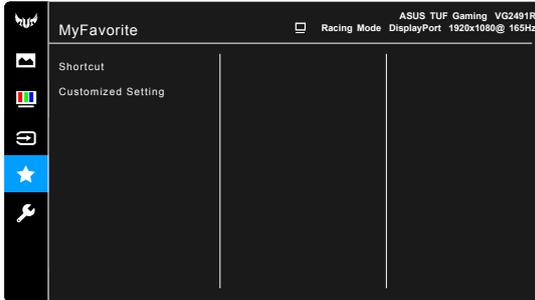 ASUS TUF Gaming VG2491R
MyFavorite
Racing Mode DisplayPort 1920x1080@ 165Hz
Shortcut
Customized Setting